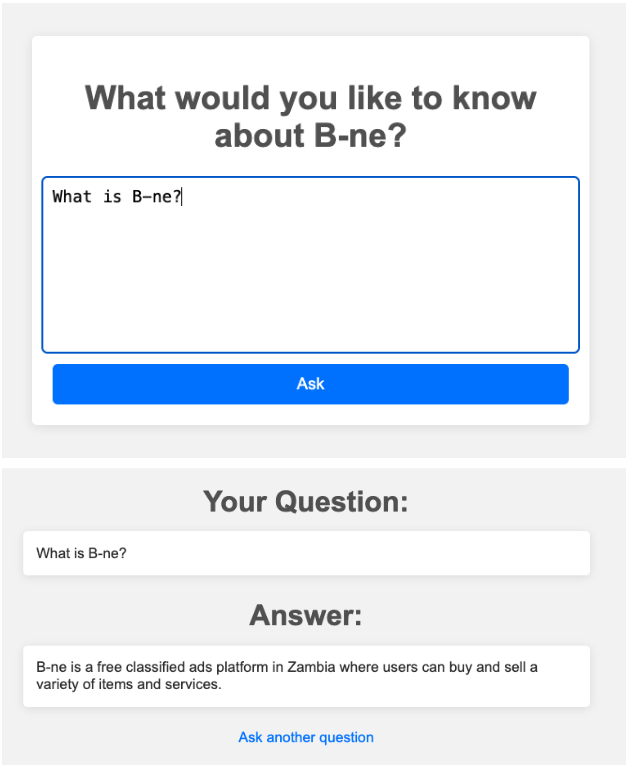 What would you like to know
about B-ne?
What is B-ne?
Ask
Your Question:
What is B-ne?
Answer:
B-ne is a free classified ads platform in Zambia where users can buy and sell a
variety of items and services.
Ask another question